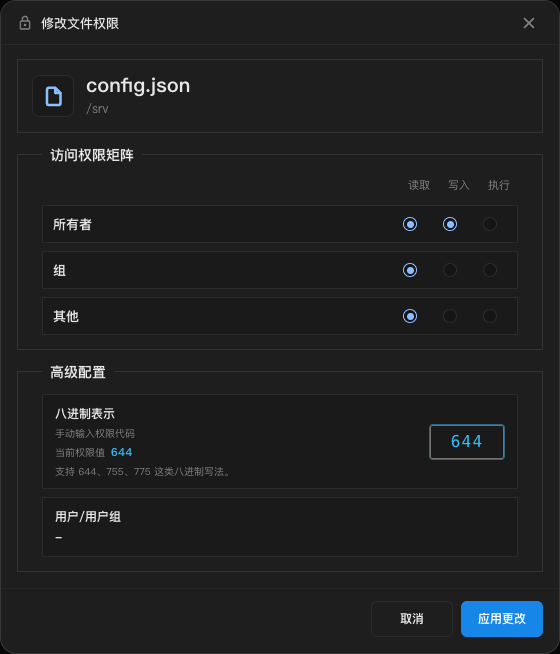 修改文件权限
config.json
/srv
访问权限矩阵
读取 写入 执行
所有者
组
其他
高级配置
八进制表示
手动输入权限代码
当前权限值 644
支持 644、755、775 这类八进制写法。
644
用户/用户组
–
取消 应用更改